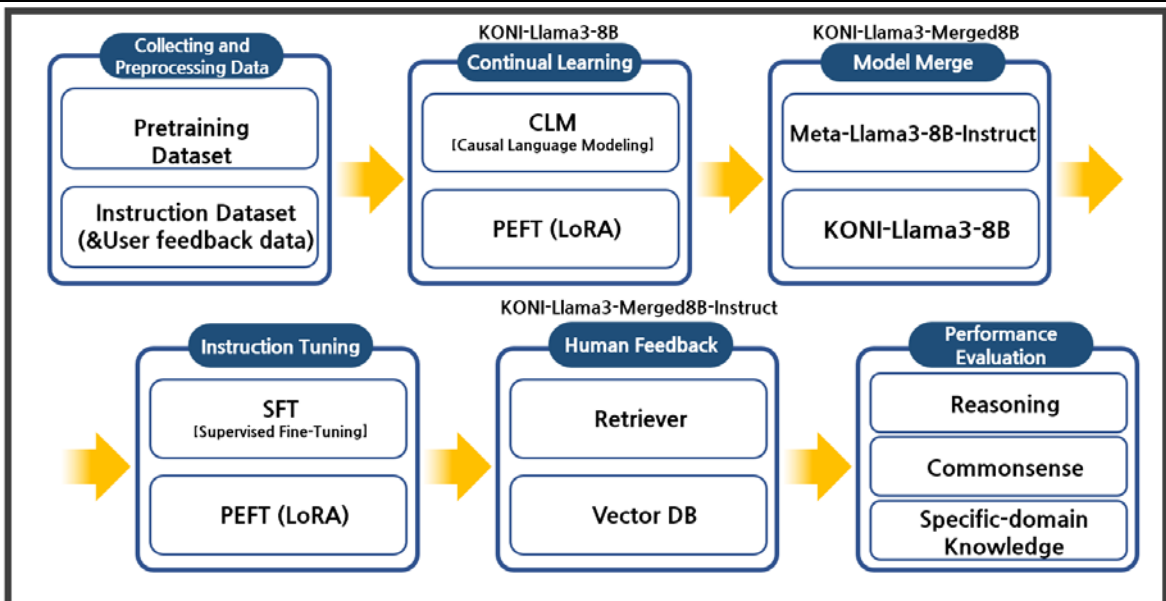 Collecting and
Preprocessing Data
Pretraining
Dataset
Instruction Dataset
(&User feedback data)
KONI-Llama3-8B
Continual Learning
CLM
[Causal Language Modeling]
PEFT (LoRA)
KONI-Llama3-Merged8B
Model Merge
Meta-Llama3-8B-Instruct
KONI-Llama3-8B
Instruction Tuning
SFT
[Supervised Fine-Tuning]
PEFT (LoRA)
KONI-Llama3-Merged8B-Instruct
Human Feedback
Retriever
Vector DB
Performance
Evaluation
Reasoning
Commonsense
Specific-domain
Knowledge